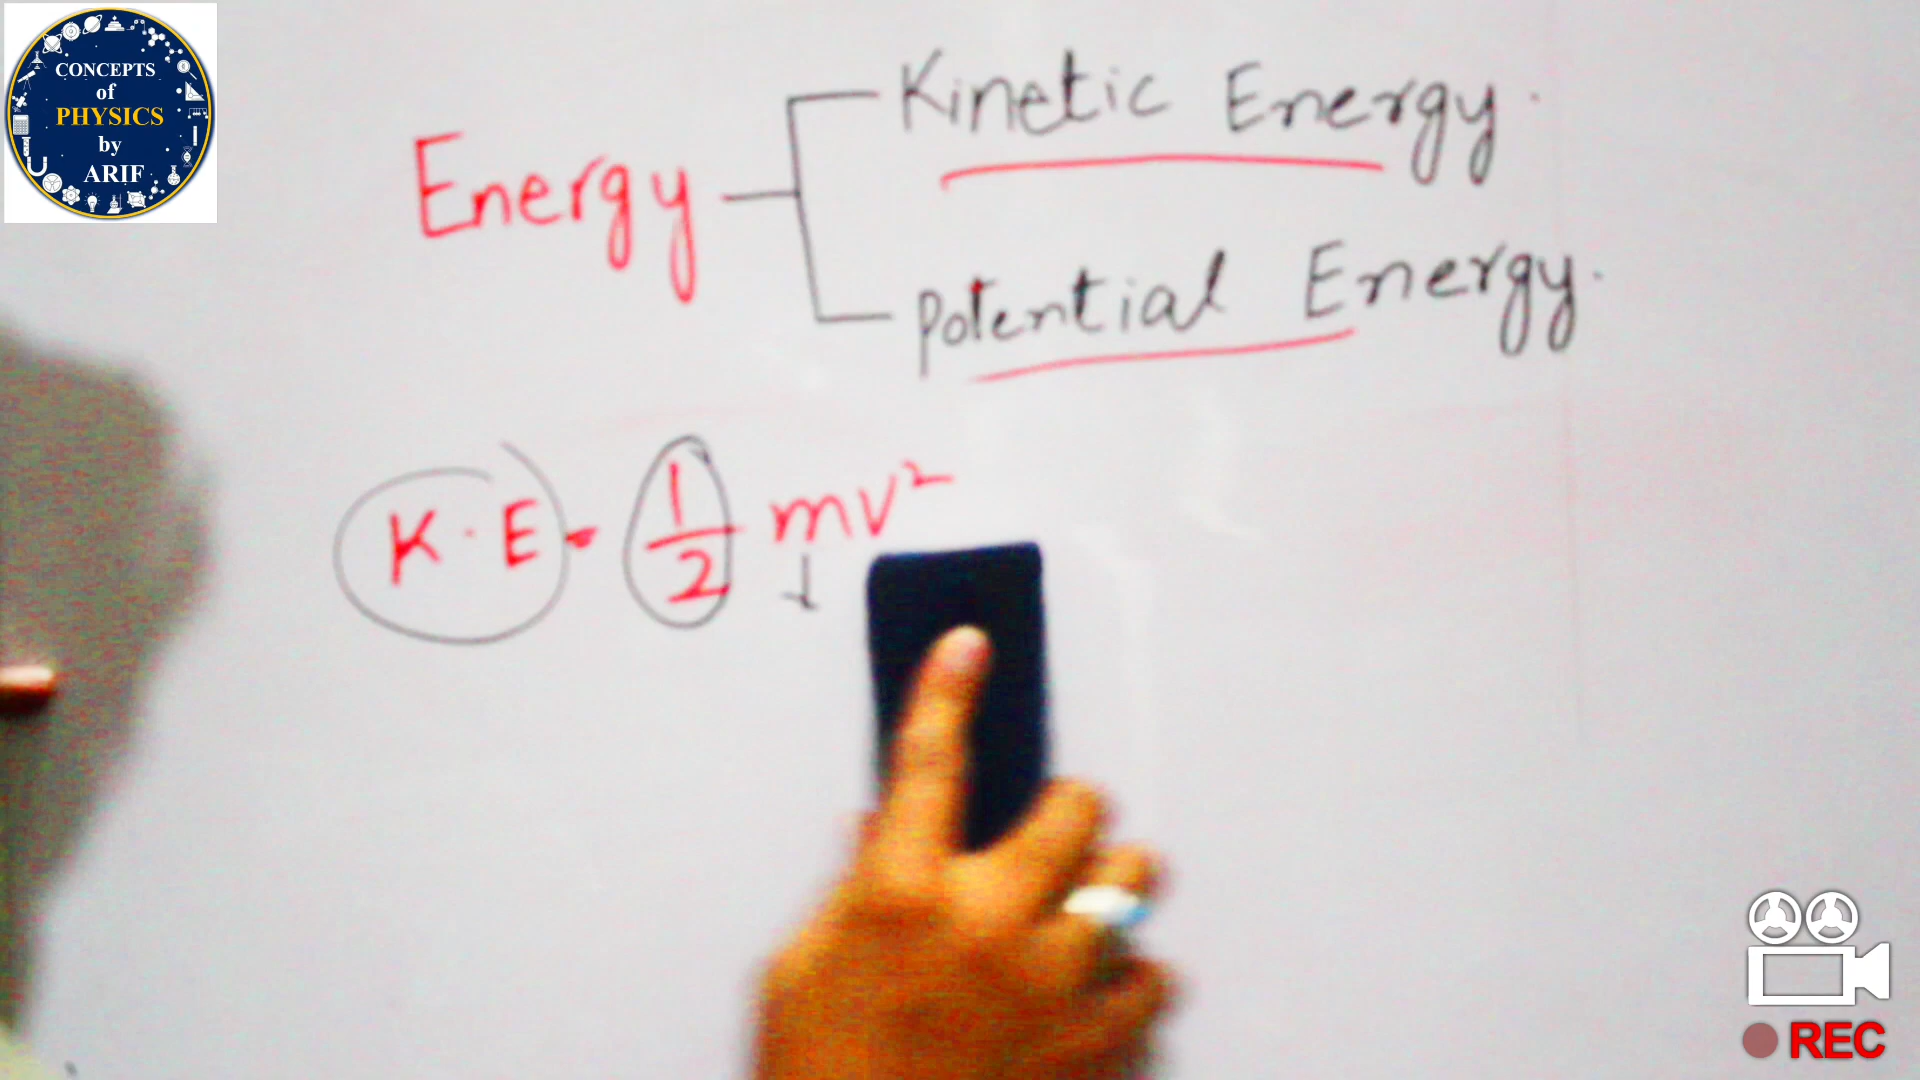 CONCEPTS
of
PHYSICS
by
ARIF
Energy
Kinetic Energy.
Potential Energy.
K.E = 1/2 mv²
REC